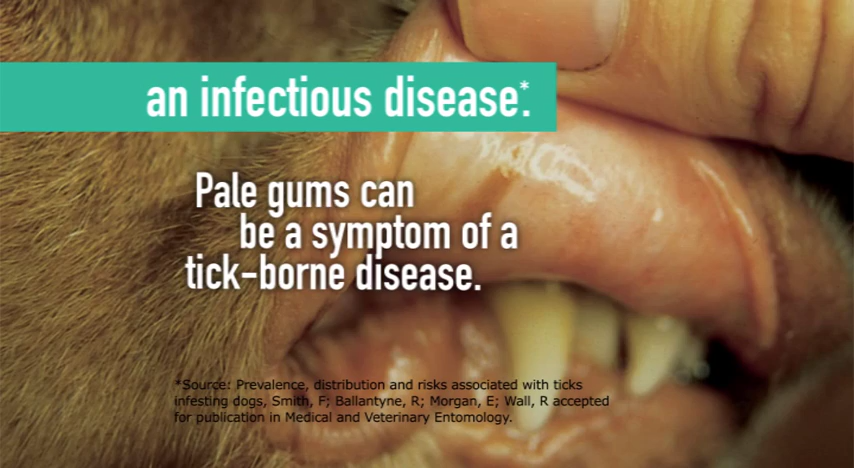 an infectious disease.*
Pale gums can
be a symptom of a
tick-borne disease.
*Source: Prevalence, distribution and risks associated with ticks
infesting dogs, Smith, F; Ballantyne, R; Morgan, E; Wall, R accepted
for publication in Medical and Veterinary Entomology.